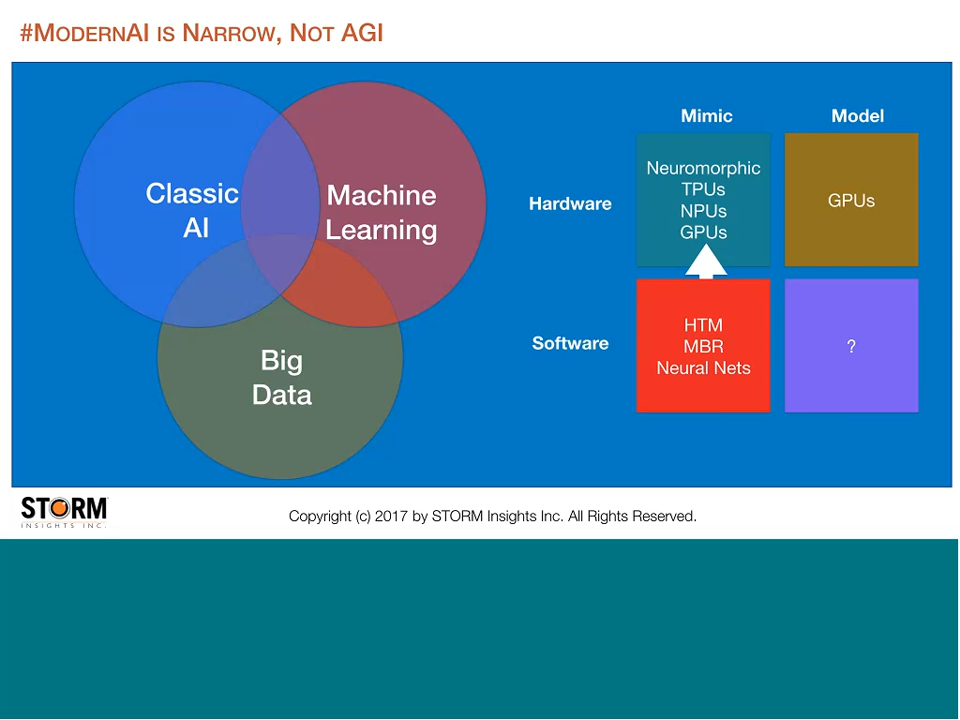 #ModernAI is Narrow, Not AGI
Classic
AI
Machine
Learning
Big
Data
Mimic
Model
Hardware
Neuromorphic
TPUs
NPUs
GPUs
GPUs
Software
HTM
MBR
Neural Nets
?
STORM
INSIGHTS INC.
Copyright (c) 2017 by STORM Insights Inc. All Rights Reserved.